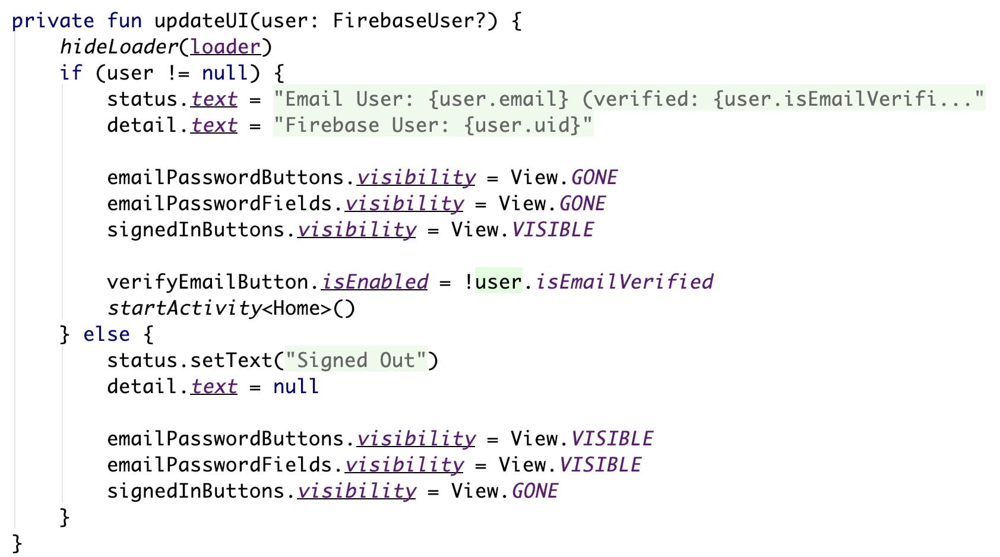 private fun updateUI(user: FirebaseUser?) {
    hideLoader(loader)
    if (user != null) {
        status.text = "Email User: {user.email} (verified: {user.isEmailVerifi..."
        detail.text = "Firebase User: {user.uid}"

        emailPasswordButtons.visibility = View.GONE
        emailPasswordFields.visibility = View.GONE
        signedInButtons.visibility = View.VISIBLE

        verifyEmailButton.isEnabled = !user.isEmailVerified
        startActivity<Home>()
    } else {
        status.setText("Signed Out")
        detail.text = null

        emailPasswordButtons.visibility = View.VISIBLE
        emailPasswordFields.visibility = View.VISIBLE
        signedInButtons.visibility = View.GONE
    }
}